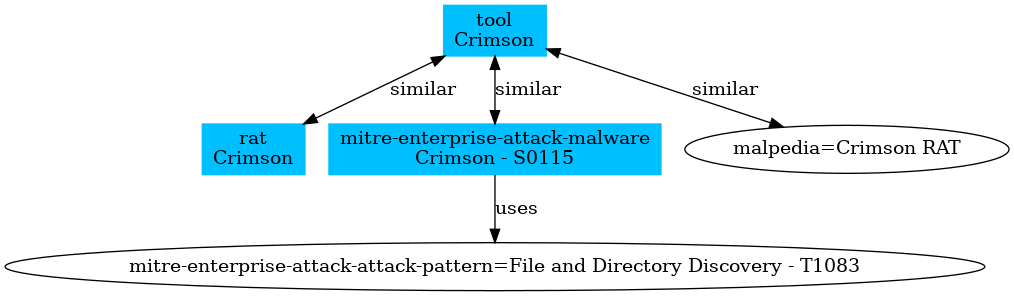 tool
Crimson
similar
similar
similar
rat
Crimson
mitre-enterprise-attack-malware
Crimson - S0115
malpedia=Crimson RAT
uses
mitre-enterprise-attack-attack-pattern=File and Directory Discovery - T1083